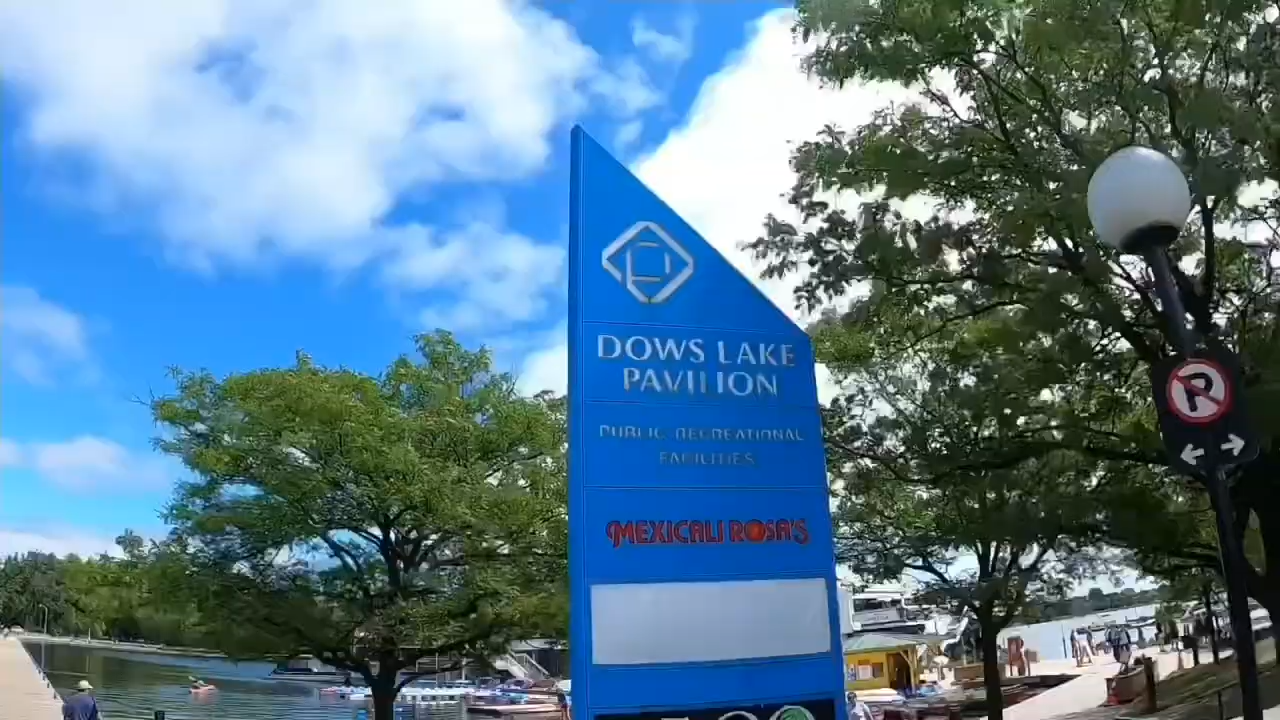 DOWS LAKE
PAVILION
PUBLIC RECREATIONAL
FACILITIES
MEXICALI ROSA'S
P